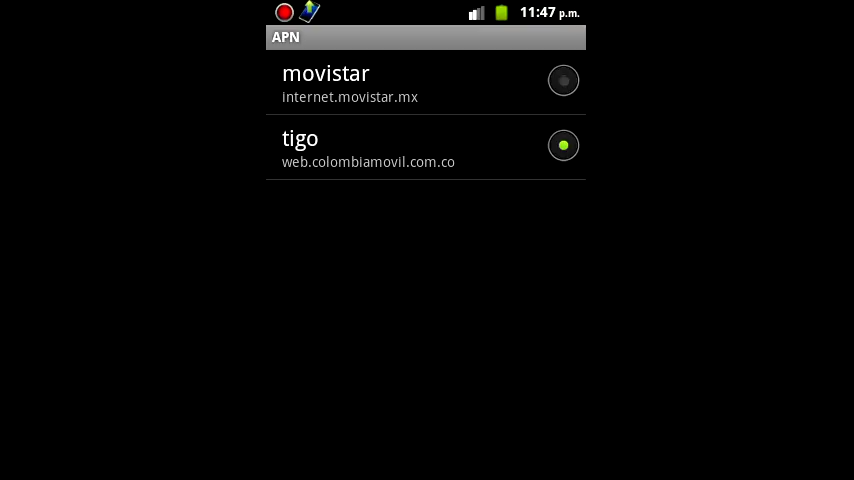 11:47 p.m.
APN
movistar
internet.movistar.mx
tigo
web.colombiamovil.com.co